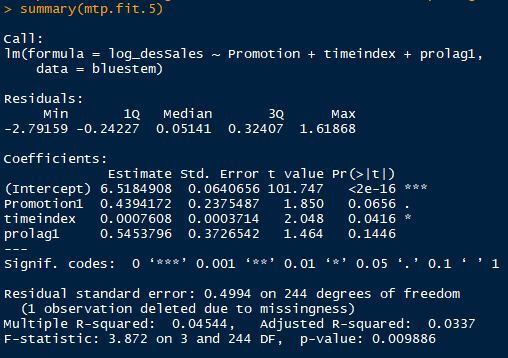 > summary(mtp.fit.5)
Call:
lm(formula = log_desSales ~ Promotion + timeindex + prolag1,
data = bluestem)
Residuals:
Min 1Q Median 3Q Max
-2.79159 -0.24227 0.05141 0.32407 1.61868
Coefficients:
Estimate Std. Error t value Pr(>|t|)
(Intercept) 6.5184908 0.0640656 101.747 <2e-16 ***
Promotion1 0.4394172 0.2375487 1.850 0.0656 .
timeindex 0.0007608 0.0003714 2.048 0.0416 *
prolag1 0.5453796 0.3726542 1.464 0.1446
---
Signif. codes: 0 ‘***’ 0.001 ‘**’ 0.01 ‘*’ 0.05 ‘.’ 0.1 ‘ ’ 1
Residual standard error: 0.4994 on 244 degrees of freedom
(1 observation deleted due to missingness)
Multiple R-squared: 0.04544, Adjusted R-squared: 0.0337
F-statistic: 3.872 on 3 and 244 DF, p-value: 0.009886